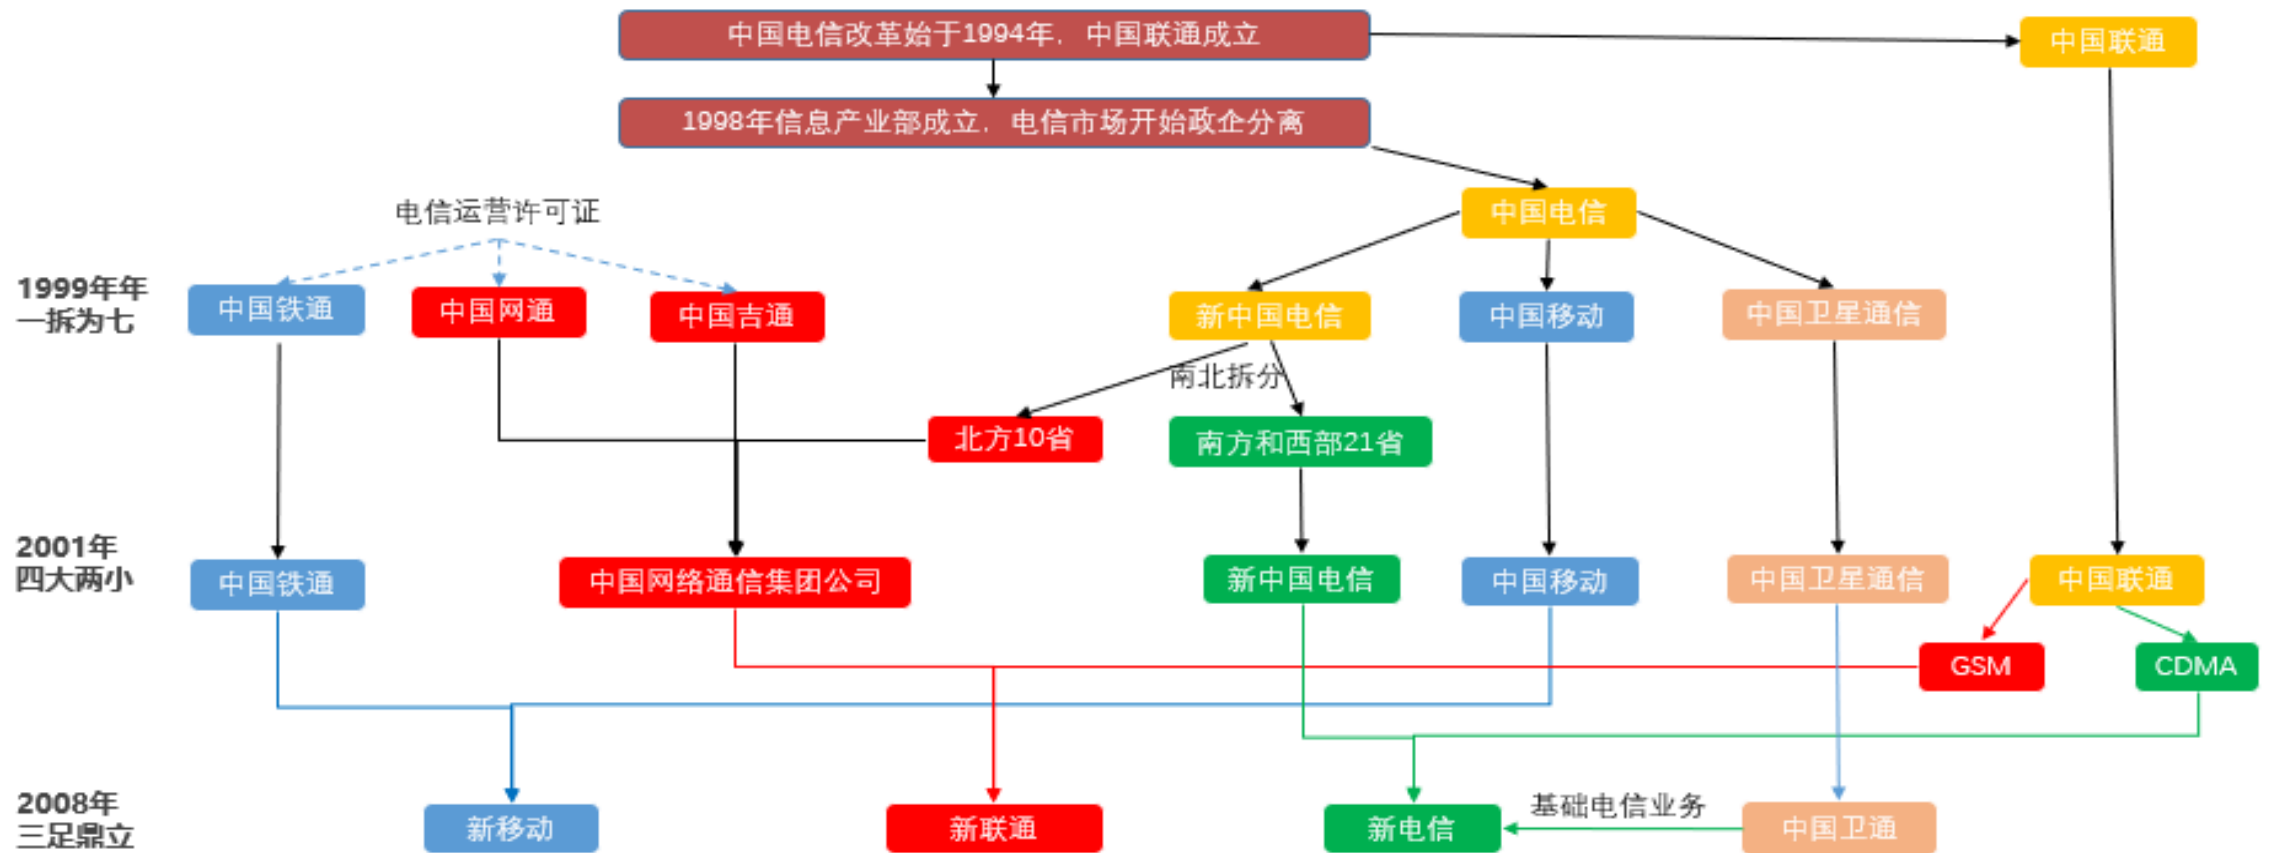 中国电信改革始于1994年，中国联通成立
中国联通
1998年信息产业部成立，电信市场开始政企分离
电信运营许可证
中国电信
1999年年
一拆为七
中国铁通
中国网通
中国吉通
新中国电信
中国移动
中国卫星通信
南北拆分
北方10省
南方和西部21省
2001年
四大两小
中国铁通
中国网络通信集团公司
新中国电信
中国移动
中国卫星通信
中国联通
GSM
CDMA
2008年
三足鼎立
新移动
新联通
新电信
基础电信业务
中国卫通